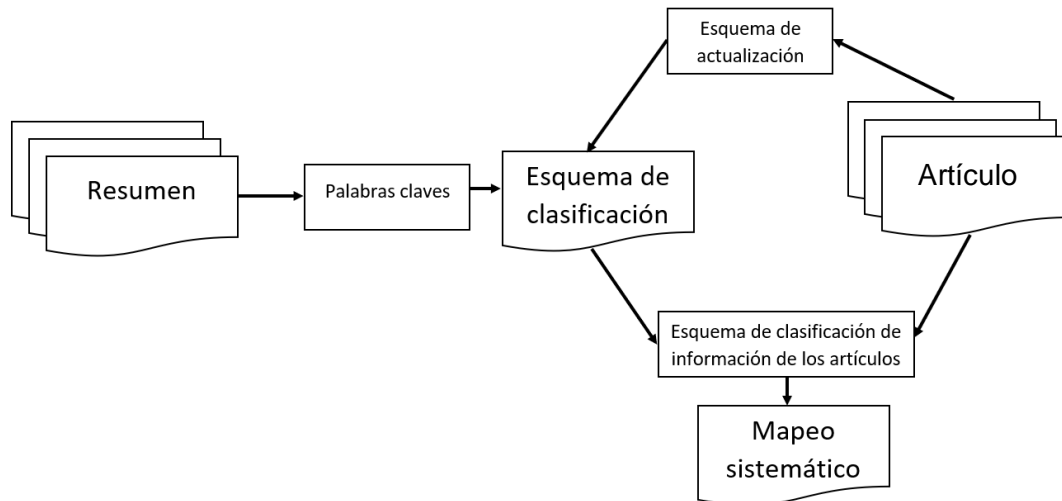 Esquema de
actualización
Resumen
Palabras claves
Esquema de
clasificación
Artículo
Esquema de clasificación de
información de los artículos
Mapeo
sistemático